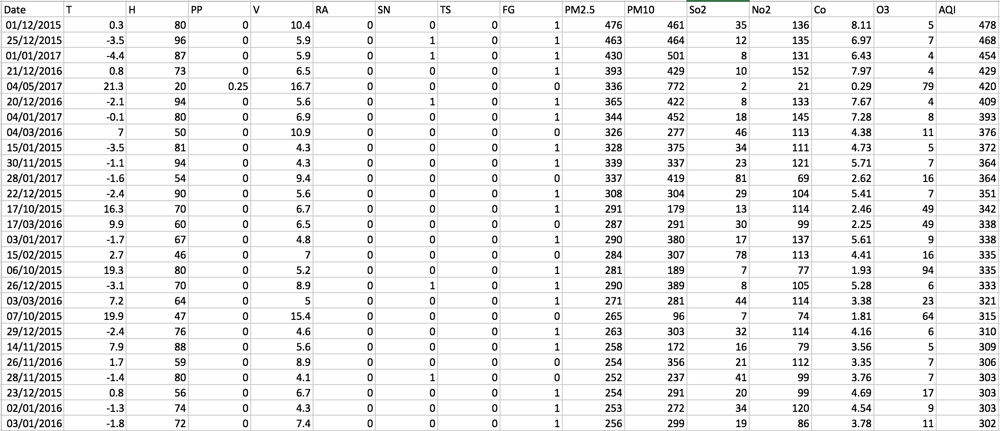 Date T H PP V RA SN TS FG PM2.5 PM10 So2 No2 Co O3 AQI
01/12/2015 0.3 80 0 10.4 0 0 0 1 476 461 35 136 8.11 5 478
25/12/2015 -3.5 96 0 5.9 0 1 0 1 463 464 12 135 6.97 7 468
01/01/2017 -4.4 87 0 5.9 0 1 0 1 430 501 8 131 6.43 4 454
21/12/2016 0.8 73 0 6.5 0 0 0 1 393 429 10 152 7.97 4 429
04/05/2017 21.3 20 0.25 16.7 0 0 0 0 336 772 2 21 0.29 79 420
20/12/2016 -2.1 94 0 5.6 0 1 0 1 365 422 8 133 7.67 4 409
04/01/2017 -0.1 80 0 6.9 0 0 0 1 344 452 18 145 7.28 8 393
04/03/2016 7 50 0 10.9 0 0 0 0 326 277 46 113 4.38 11 376
15/01/2015 -3.5 81 0 4.3 0 0 0 1 328 375 34 111 4.73 5 372
30/11/2015 -1.1 94 0 4.3 0 0 0 1 339 337 23 121 5.71 7 364
28/01/2017 -1.6 54 0 9.4 0 0 0 0 337 419 81 69 2.62 16 364
22/12/2015 -2.4 90 0 5.6 0 0 0 1 308 304 29 104 5.41 7 351
17/10/2015 16.3 70 0 6.7 0 0 0 1 291 179 13 114 2.46 49 342
17/03/2016 9.9 60 0 6.5 0 0 0 0 287 291 30 99 2.25 49 338
03/01/2017 -1.7 67 0 4.8 0 0 0 1 290 380 17 137 5.61 9 338
15/02/2015 2.7 46 0 7 0 0 0 0 284 307 78 113 4.41 16 335
06/10/2015 19.3 80 0 5.2 0 0 0 1 281 189 7 77 1.93 94 335
26/12/2015 -3.1 70 0 8.9 0 1 0 1 290 389 8 105 5.28 6 333
03/03/2016 7.2 64 0 5 0 0 0 1 271 281 44 114 3.38 23 321
07/10/2015 19.9 47 0 15.4 0 0 0 0 265 96 7 74 1.81 64 315
29/12/2015 -2.4 76 0 4.6 0 0 0 1 263 303 32 114 4.16 6 310
14/11/2015 7.9 88 0 5.6 0 0 0 1 258 172 16 79 3.56 5 309
26/11/2016 1.7 59 0 8.9 0 0 0 0 254 356 21 112 3.35 7 306
28/11/2015 -1.4 80 0 4.1 0 1 0 0 252 237 41 99 3.76 7 303
23/12/2015 0.8 56 0 6.7 0 0 0 1 254 291 20 99 4.69 17 303
02/01/2016 -1.3 74 0 4.3 0 0 0 1 253 272 34 120 4.54 9 303
03/01/2016 -1.8 72 0 7.4 0 0 0 1 256 299 19 86 3.78 11 302